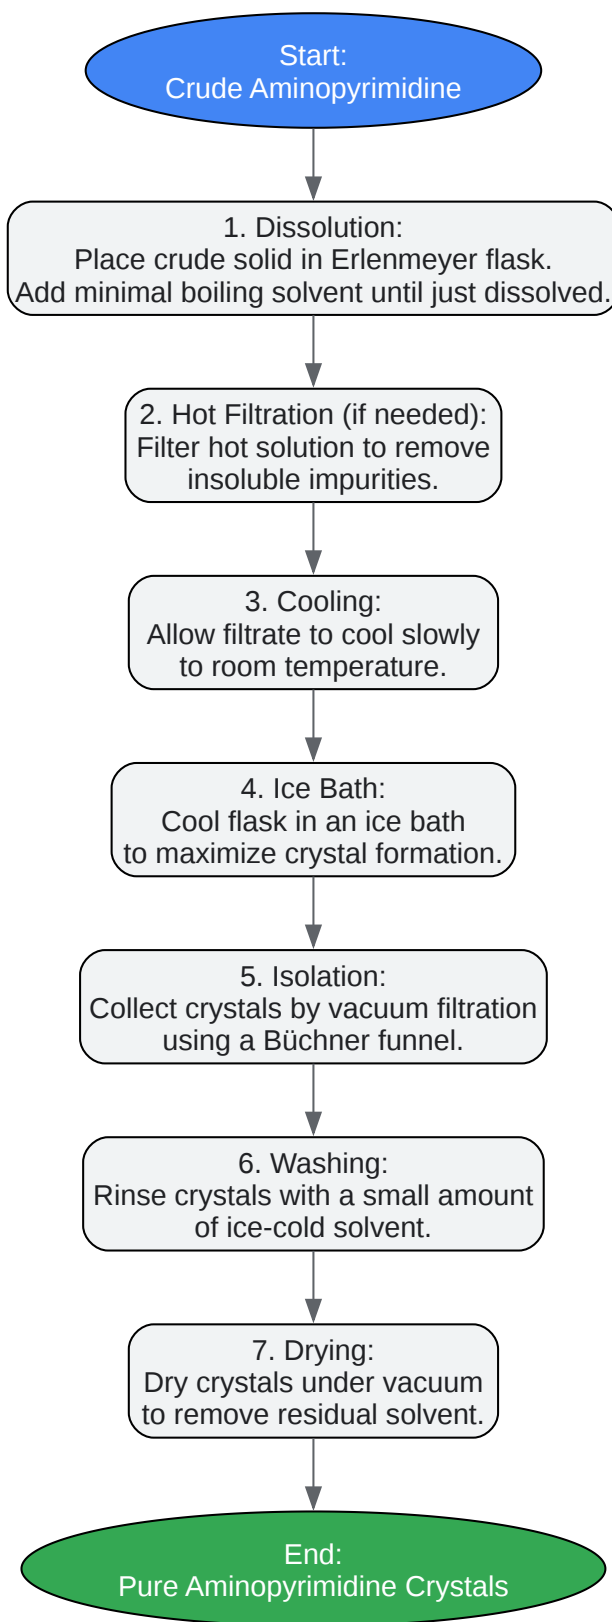 Start:
Crude Aminopyrimidine
1. Dissolution:
Place crude solid in Erlenmeyer flask.
Add minimal boiling solvent until just dissolved.
2. Hot Filtration (if needed):
Filter hot solution to remove
insoluble impurities.
3. Cooling:
Allow filtrate to cool slowly
to room temperature.
4. Ice Bath:
Cool flask in an ice bath
to maximize crystal formation.
5. Isolation:
Collect crystals by vacuum filtration
using a Büchner funnel.
6. Washing:
Rinse crystals with a small amount
of ice-cold solvent.
7. Drying:
Dry crystals under vacuum
to remove residual solvent.
End:
Pure Aminopyrimidine Crystals